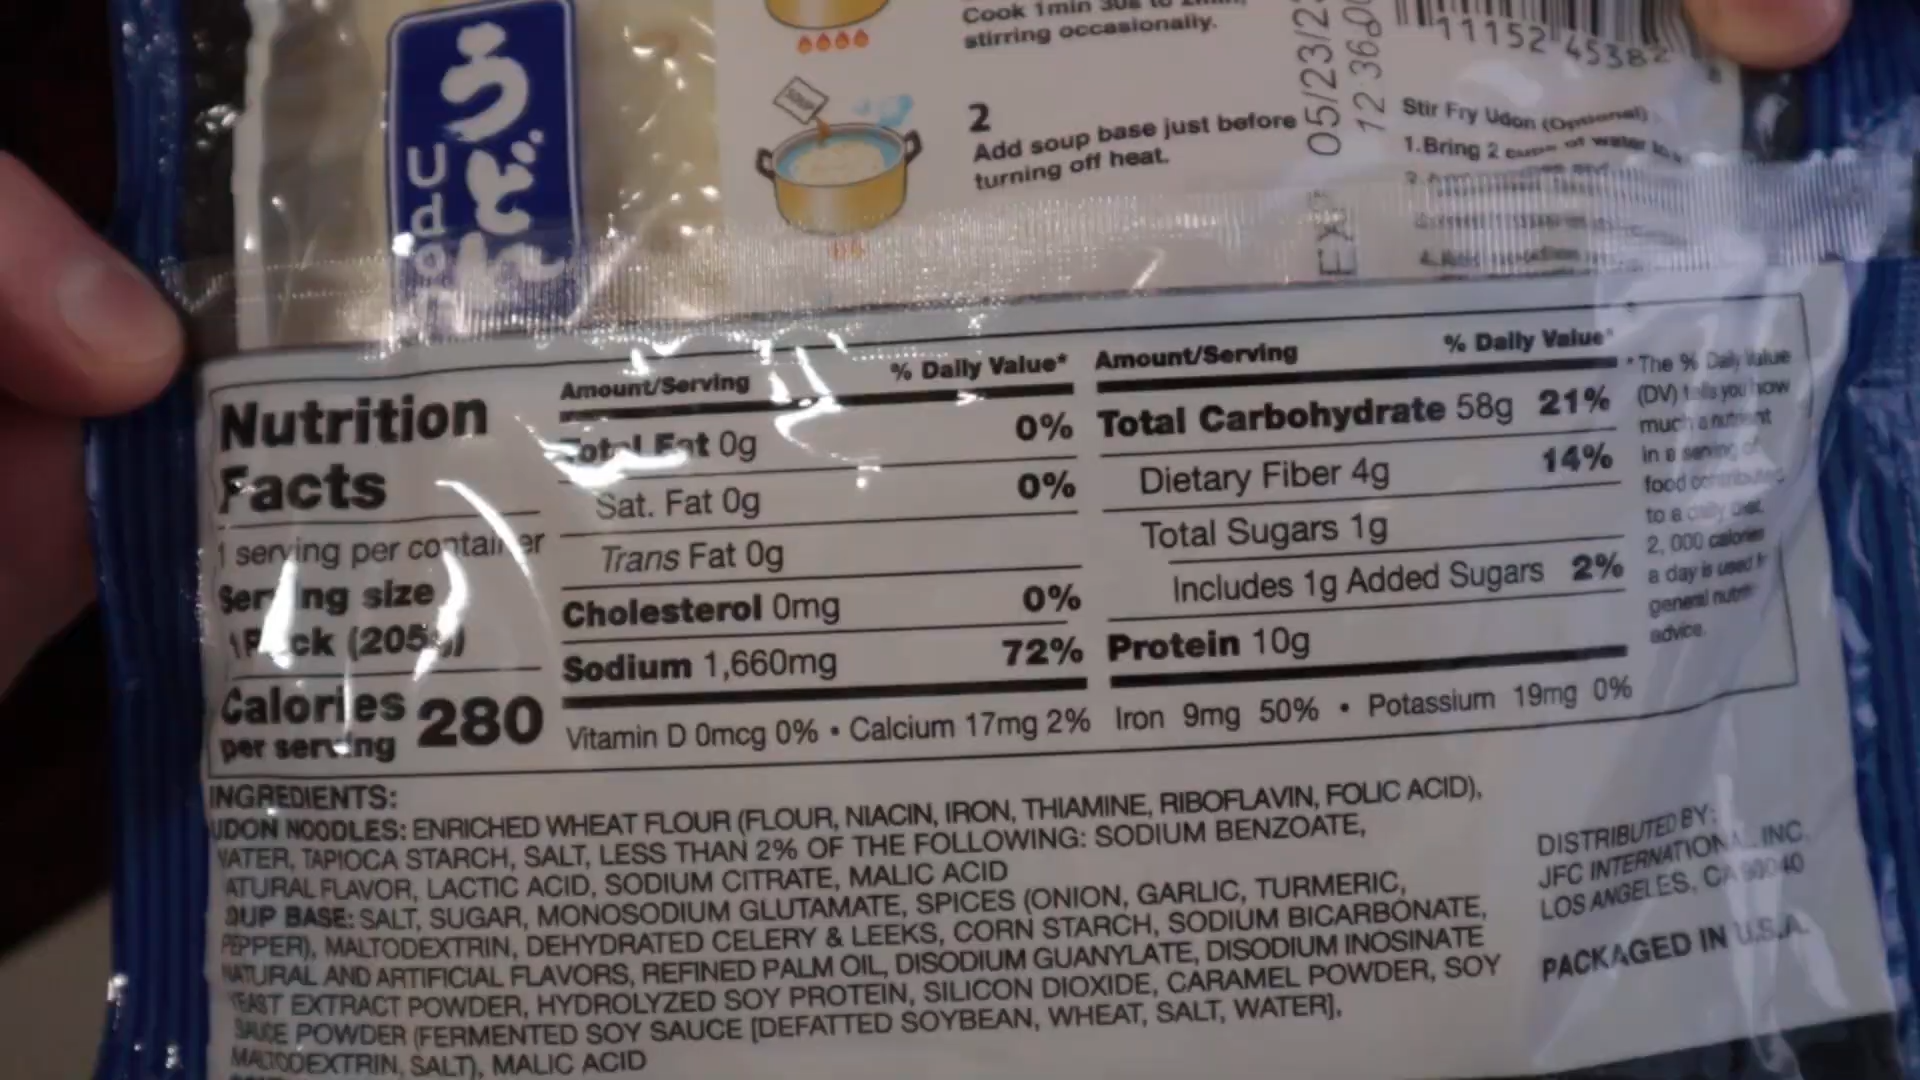 うどん
Udon
SOUP
Cook 1min 30s to
stirring occasionally.
2
Add soup base just before
turning off heat.
EXP 05/23/2
12 36
11152 45382
Stir Fry Udon (Optional)
1.Bring 2 cups of water to
Nutrition
Facts
1 serving per container
Serving size
1 Pack (205g)
Calories
per serving 280
Amount/Serving % Daily Value*
Total Fat 0g 0%
Sat. Fat 0g 0%
Trans Fat 0g
Cholesterol 0mg 0%
Sodium 1,660mg 72%
Amount/Serving % Daily Value*
Total Carbohydrate 58g 21%
Dietary Fiber 4g 14%
Total Sugars 1g
Includes 1g Added Sugars 2%
Protein 10g
Vitamin D 0mcg 0% • Calcium 17mg 2% Iron 9mg 50% • Potassium 19mg 0%
* The % Daily Value
(DV) tells you how
much a nutrient
in a serving of
food contributes
to a daily diet.
2, 000 calories
a day is used f
general nutrit
advice.
INGREDIENTS:
UDON NOODLES: ENRICHED WHEAT FLOUR (FLOUR, NIACIN, IRON, THIAMINE, RIBOFLAVIN, FOLIC ACID),
WATER, TAPIOCA STARCH, SALT, LESS THAN 2% OF THE FOLLOWING: SODIUM BENZOATE,
ATURAL FLAVOR, LACTIC ACID, SODIUM CITRATE, MALIC ACID
OUP BASE: SALT, SUGAR, MONOSODIUM GLUTAMATE, SPICES (ONION, GARLIC, TURMERIC,
PEPPER), MALTODEXTRIN, DEHYDRATED CELERY & LEEKS, CORN STARCH, SODIUM BICARBONATE,
NATURAL AND ARTIFICIAL FLAVORS, REFINED PALM OIL, DISODIUM GUANYLATE, DISODIUM INOSINATE
YEAST EXTRACT POWDER, HYDROLYZED SOY PROTEIN, SILICON DIOXIDE, CARAMEL POWDER, SOY
SAUCE POWDER (FERMENTED SOY SAUCE [DEFATTED SOYBEAN, WHEAT, SALT, WATER],
MALTODEXTRIN, SALT), MALIC ACID
DISTRIBUTED BY:
JFC INTERNATIONAL INC.
LOS ANGELES, CA 90040
PACKAGED IN U.S.A.